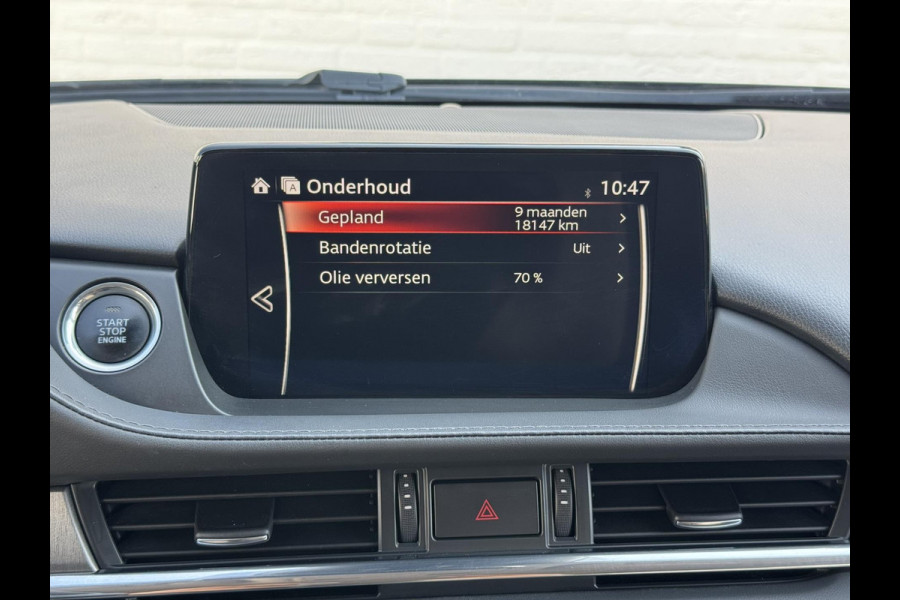 A Onderhoud 10:47
Gepland 9 maanden
18147 km
Bandenrotatie Uit
Olie verversen 70 %
START
STOP
ENGINE